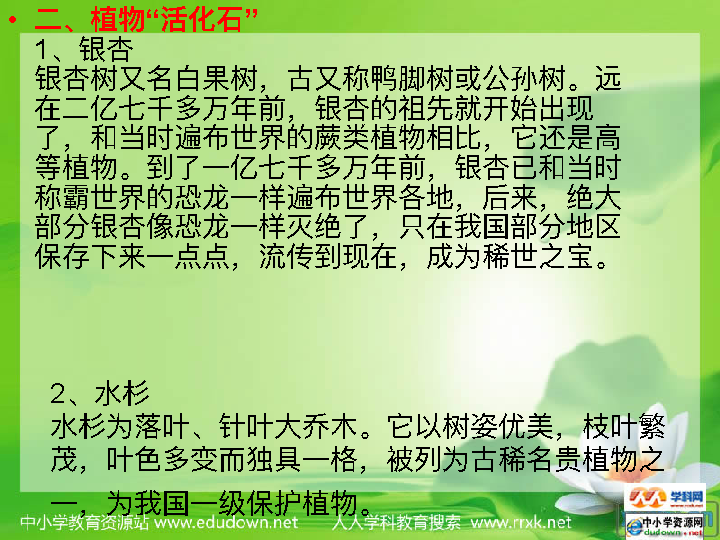 • 二、植物“活化石”
1、银杏
银杏树又名白果树，古又称鸭脚树或公孙树。远
在二亿七千多万年前，银杏的祖先就开始出现
了，和当时遍布世界的蕨类植物相比，它还是高
等植物。到了一亿七千多万年前，银杏已和当时
称霸世界的恐龙一样遍布世界各地，后来，绝大
部分银杏像恐龙一样灭绝了，只在我国部分地区
保存下来一点点，流传到现在，成为稀世之宝。
2、水杉
水杉为落叶、针叶大乔木。它以树姿优美，枝叶繁
茂，叶色多变而独具一格，被列为古稀名贵植物之
一，为我国一级保护植物。
学科网
中小学教育资源站 www.edudown.net 人人学科教育搜索 www.rrxk.net
中小学资源网
edudown.net